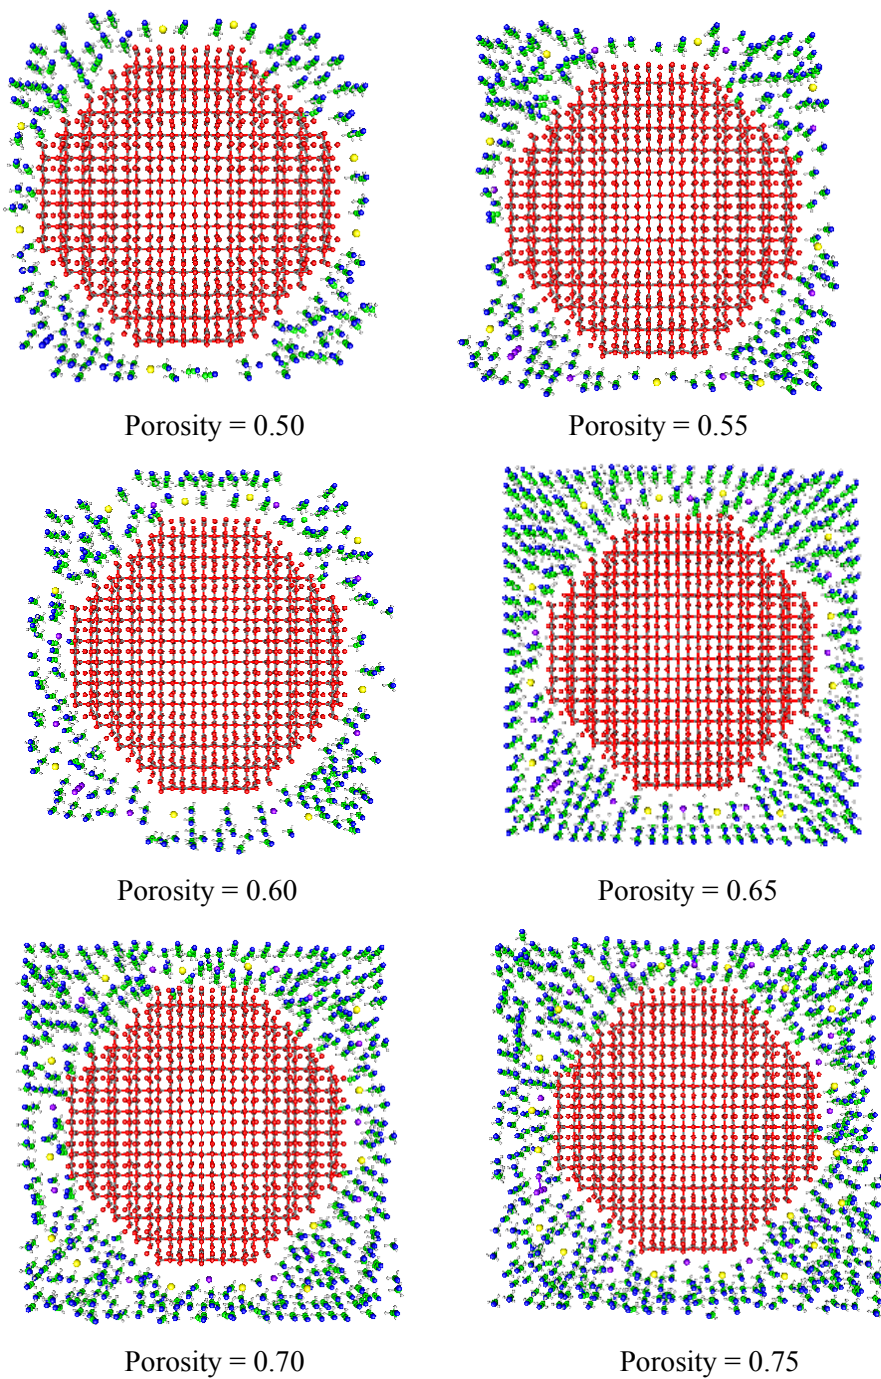 Porosity = 0.50
Porosity = 0.55
Porosity = 0.60
Porosity = 0.65
Porosity = 0.70
Porosity = 0.75